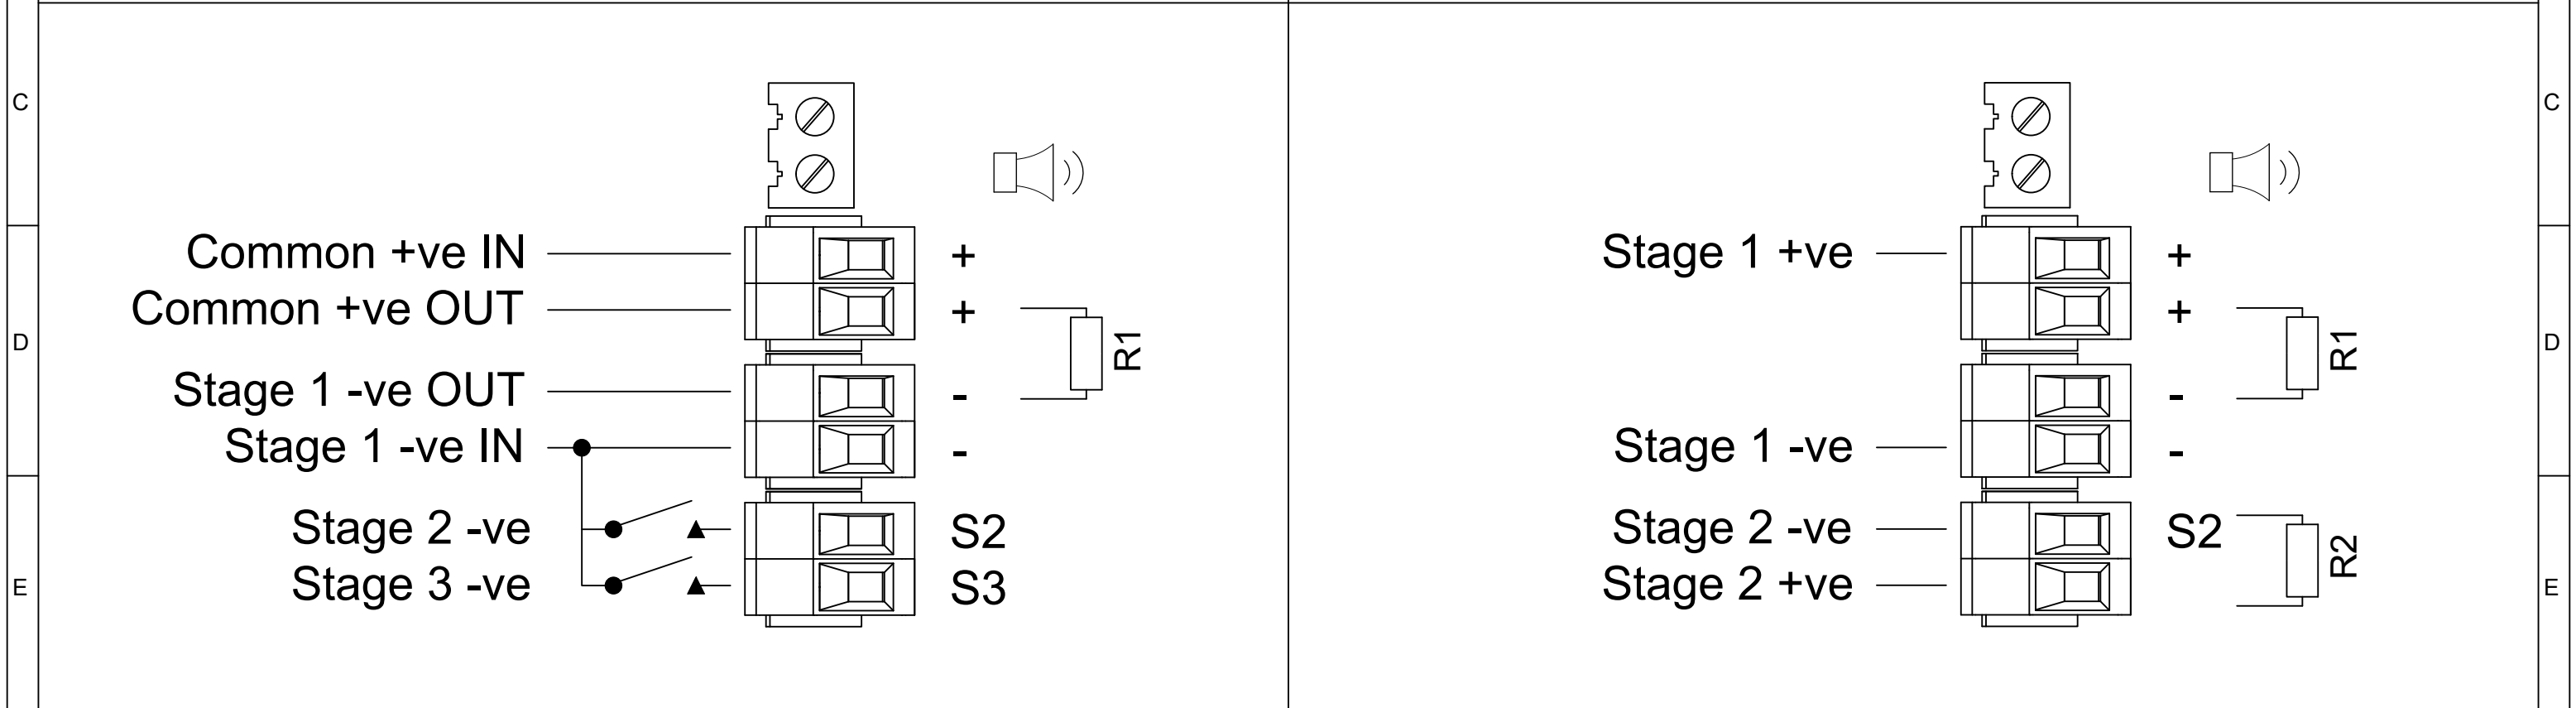 C
C
Common +ve IN
+
Common +ve OUT
+
R1
Stage 1 -ve OUT
-
Stage 1 -ve IN
-
Stage 2 -ve
S2
Stage 3 -ve
S3
Stage 1 +ve
+
+
R1
-
Stage 1 -ve
-
Stage 2 -ve
S2
R2
Stage 2 +ve
D
D
E
E